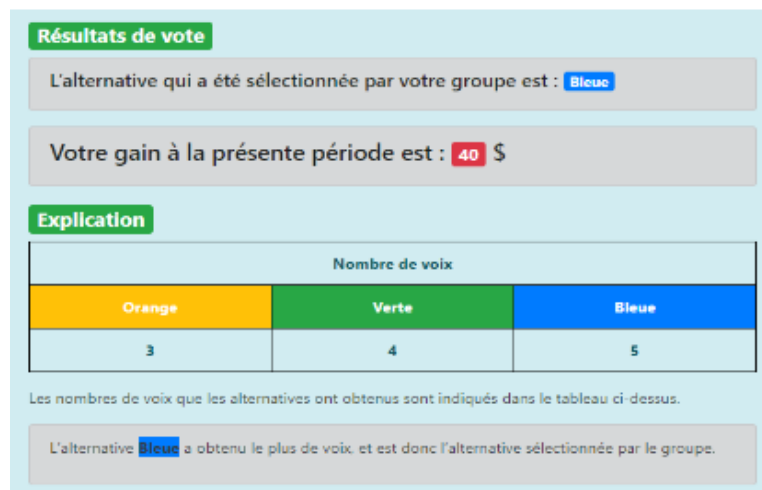 Résultats de vote
L'alternative qui a été sélectionnée par votre groupe est : Bleue
Votre gain à la présente période est : 40 $
Explication
Nombre de voix
Orange Verte Bleue
3 4 5
Les nombres de voix que les alternatives ont obtenus sont indiqués dans le tableau ci-dessus.
L'alternative Bleue a obtenu le plus de voix, et est donc l'alternative sélectionnée par le groupe.